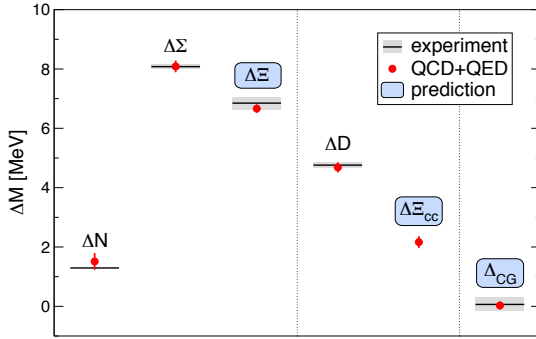 10
8
6
4
2
0
ΔM [MeV]
ΔN
ΔΣ
ΔΞ
ΔD
ΔΞcc
ΔCG
experiment
QCD+QED
prediction